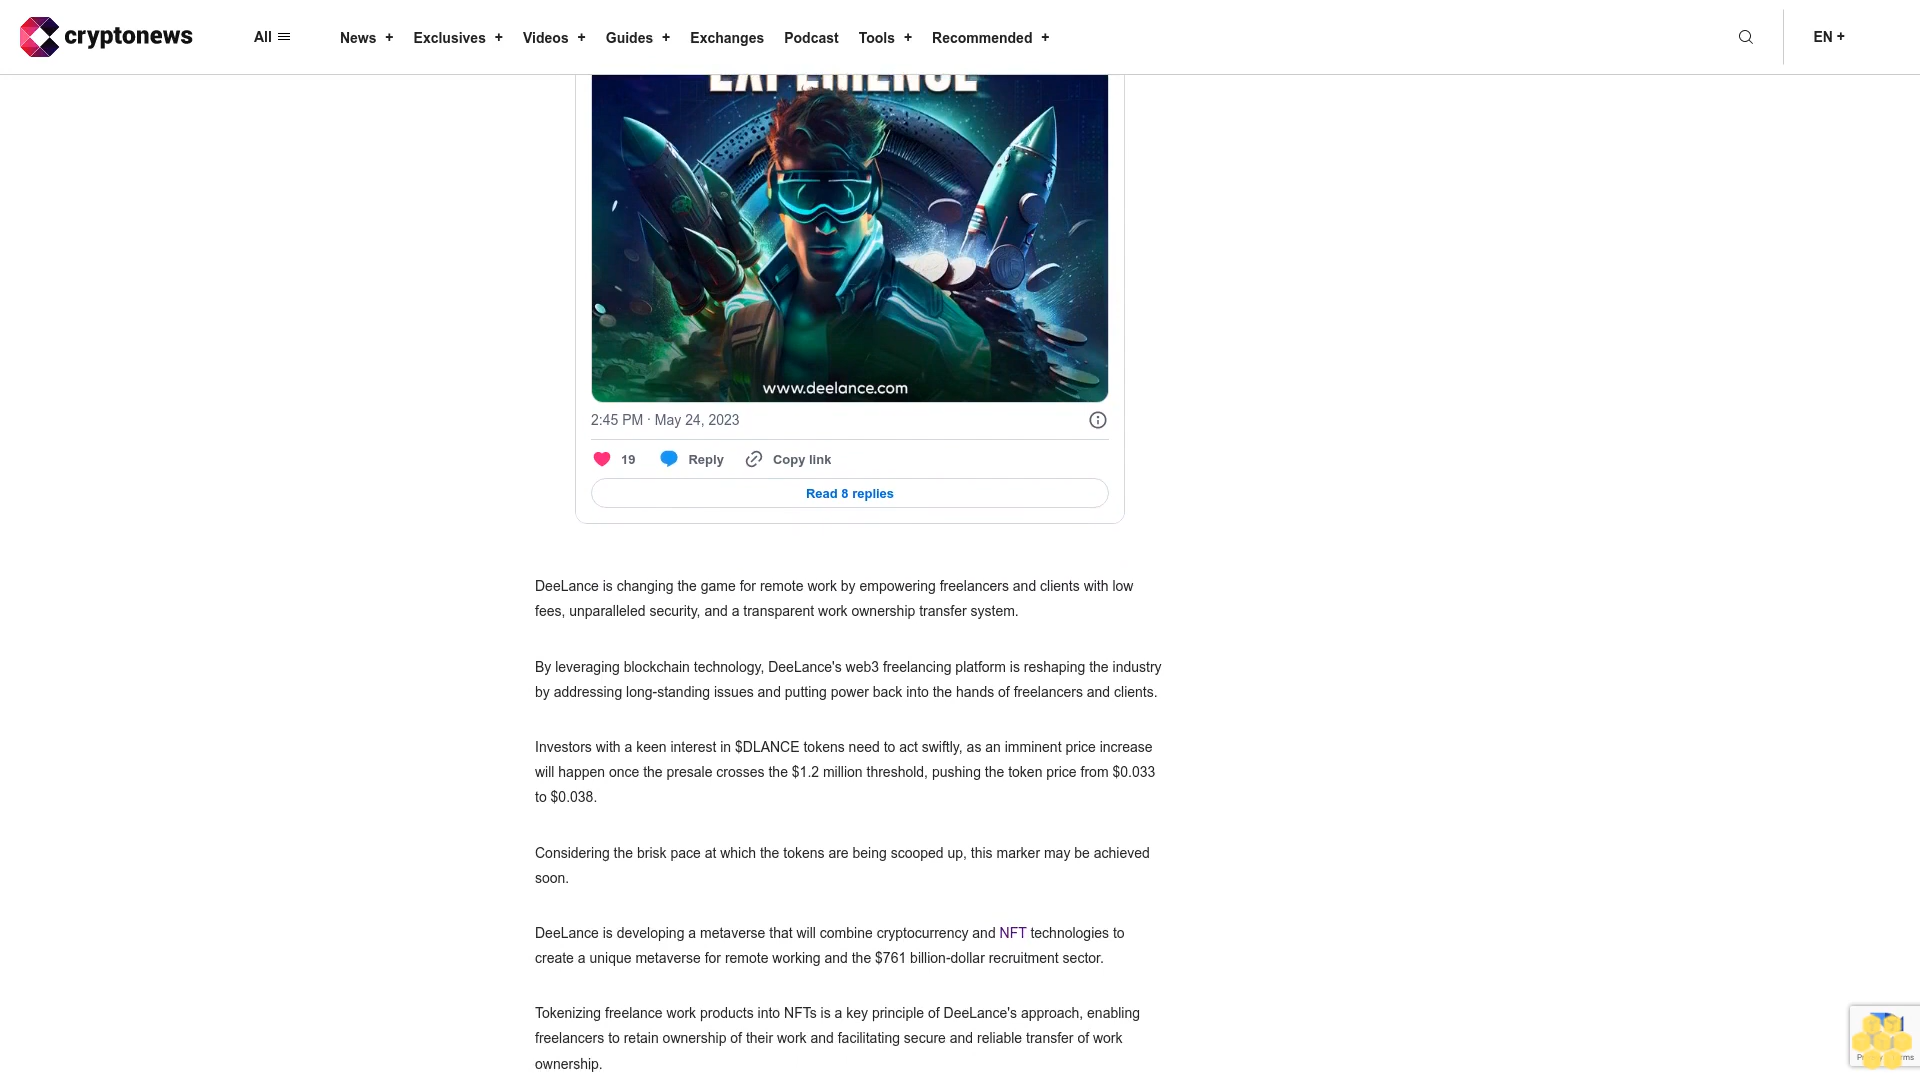 cryptonews
All
News + Exclusives + Videos + Guides + Exchanges Podcast Tools + Recommended +
EN +
EXPERIENCE
www.deelance.com
2:45 PM · May 24, 2023
19 Reply Copy link
Read 8 replies
DeeLance is changing the game for remote work by empowering freelancers and clients with low
fees, unparalleled security, and a transparent work ownership transfer system.
By leveraging blockchain technology, DeeLance's web3 freelancing platform is reshaping the industry
by addressing long-standing issues and putting power back into the hands of freelancers and clients.
Investors with a keen interest in $DLANCE tokens need to act swiftly, as an imminent price increase
will happen once the presale crosses the $1.2 million threshold, pushing the token price from $0.033
to $0.038.
Considering the brisk pace at which the tokens are being scooped up, this marker may be achieved
soon.
DeeLance is developing a metaverse that will combine cryptocurrency and NFT technologies to
create a unique metaverse for remote working and the $761 billion-dollar recruitment sector.
Tokenizing freelance work products into NFTs is a key principle of DeeLance's approach, enabling
freelancers to retain ownership of their work and facilitating secure and reliable transfer of work
ownership.